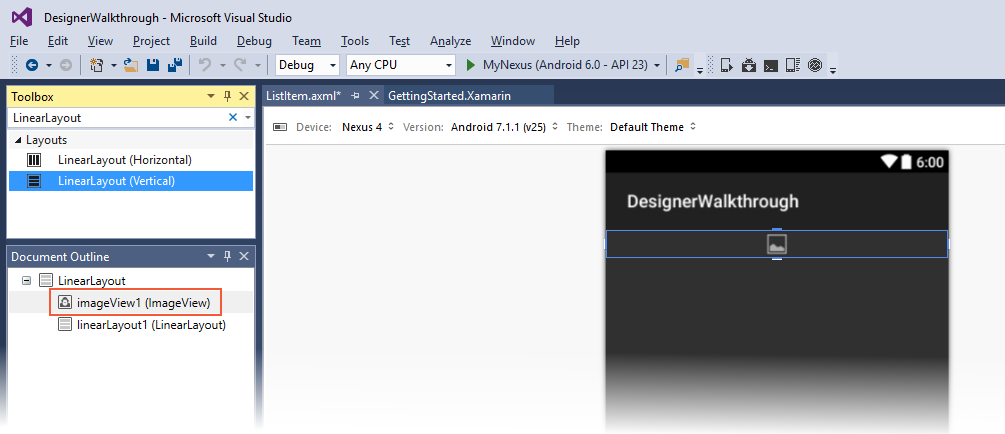 DesignerWalkthrough - Microsoft Visual Studio
File Edit View Project Build Debug Team Tools Test Analyze Window Help
Debug Any CPU MyNexus (Android 6.0 - API 23)
Toolbox
LinearLayout
Layouts
LinearLayout (Horizontal)
LinearLayout (Vertical)
Document Outline
LinearLayout
imageView1 (ImageView)
linearLayout1 (LinearLayout)
ListItem.axml* GettingStarted.Xamarin
Device: Nexus 4 Version: Android 7.1.1 (v25) Theme: Default Theme
6:00
DesignerWalkthrough